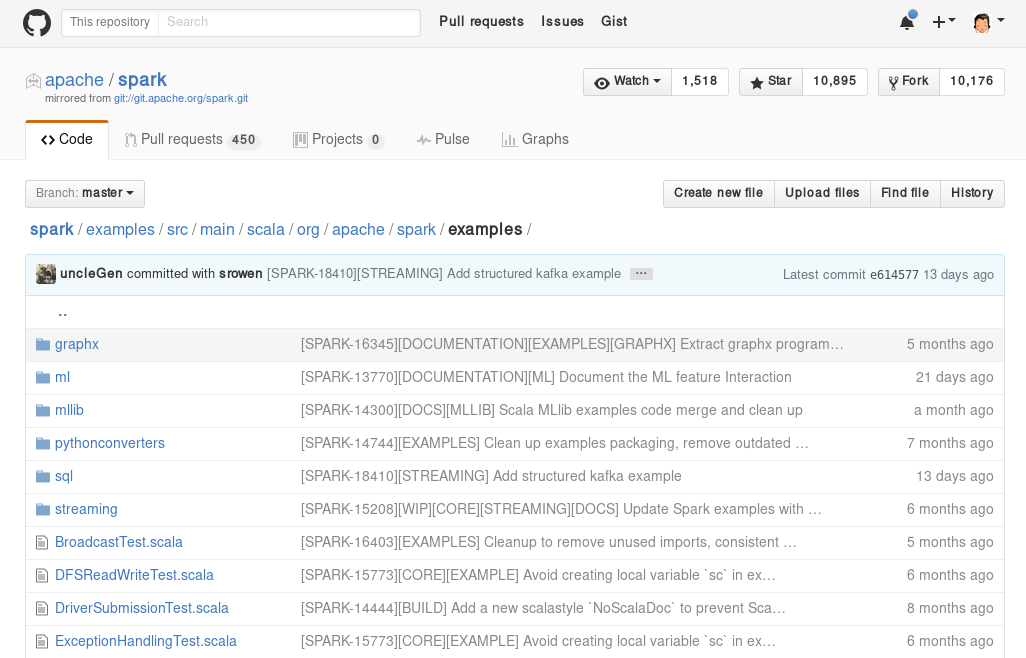 This repository Search Pull requests Issues Gist
apache / spark Watch 1,518 Star 10,895 Fork 10,176
mirrored from git://git.apache.org/spark.git
Code Pull requests 450 Projects 0 Pulse Graphs
Branch: master Create new file Upload files Find file History
spark / examples / src / main / scala / org / apache / spark / examples /
uncleGen committed with srowen [SPARK-18410][STREAMING] Add structured kafka example ... Latest commit e614577 13 days ago
..
graphx [SPARK-16345][DOCUMENTATION][EXAMPLES][GRAPHX] Extract graphx program… 5 months ago
ml [SPARK-13770][DOCUMENTATION][ML] Document the ML feature Interaction 21 days ago
mllib [SPARK-14300][DOCS][MLLIB] Scala MLlib examples code merge and clean up a month ago
pythonconverters [SPARK-14744][EXAMPLES] Clean up examples packaging, remove outdated … 7 months ago
sql [SPARK-18410][STREAMING] Add structured kafka example 13 days ago
streaming [SPARK-15208][WIP][CORE][STREAMING][DOCS] Update Spark examples with … 6 months ago
BroadcastTest.scala [SPARK-16403][EXAMPLES] Cleanup to remove unused imports, consistent … 5 months ago
DFSReadWriteTest.scala [SPARK-15773][CORE][EXAMPLE] Avoid creating local variable `sc` in ex… 6 months ago
DriverSubmissionTest.scala [SPARK-14444][BUILD] Add a new scalastyle `NoScalaDoc` to prevent Sca… 8 months ago
ExceptionHandlingTest.scala [SPARK-15773][CORE][EXAMPLE] Avoid creating local variable `sc` in ex… 6 months ago